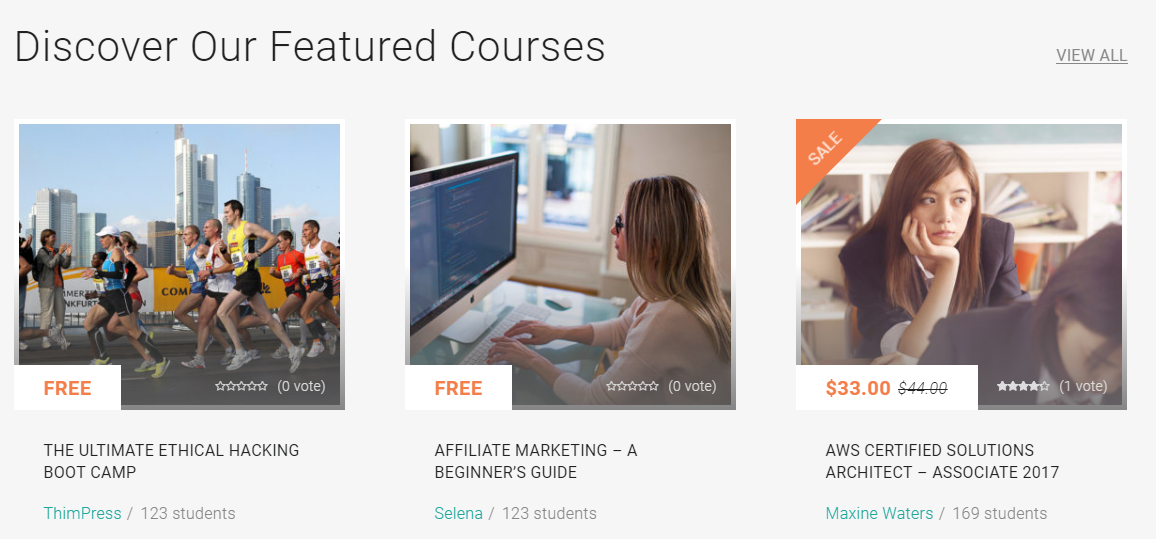 Discover Our Featured Courses
VIEW ALL
SALE
FREE
(0 vote)
FREE
(0 vote)
$33.00 $44.00
(1 vote)
THE ULTIMATE ETHICAL HACKING
BOOT CAMP
ThimPress / 123 students
AFFILIATE MARKETING – A
BEGINNER'S GUIDE
Selena / 123 students
AWS CERTIFIED SOLUTIONS
ARCHITECT – ASSOCIATE 2017
Maxine Waters / 169 students